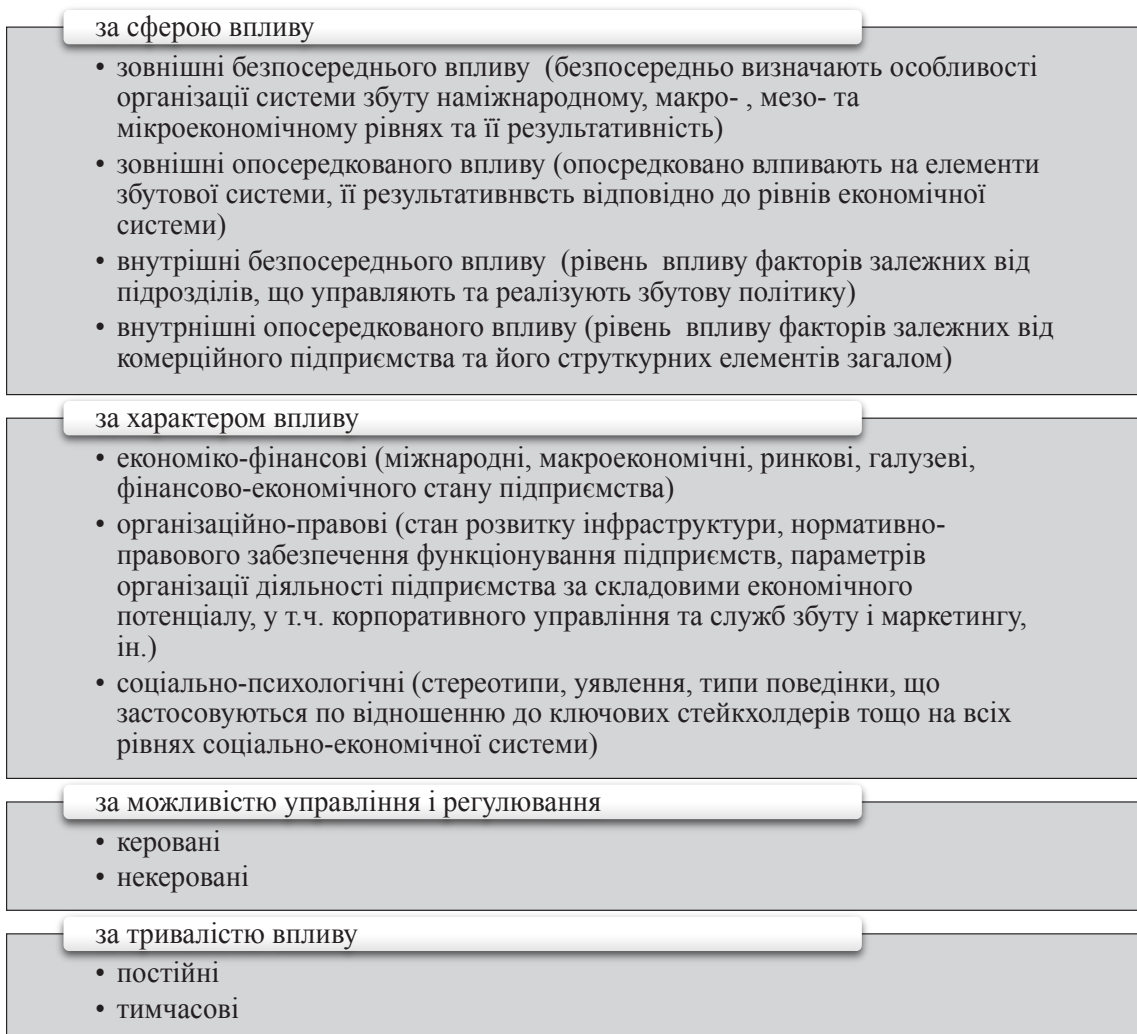 за сферою впливу
• зовнішні безпосереднього впливу (безпосередньо визначають особливості
організації системи збуту наміжнародному, макро- , мезо- та
мікроекономічному рівнях та її результативність)
• зовнішні опосередкованого впливу (опосредковано влпивають на елементи
збутової системи, її результативнвсть відповідно до рівнів економічної
системи)
• внутрішні безпосереднього впливу (рівень впливу факторів залежних від
підрозділів, що управляють та реалізують збутову політику)
• внутрнішні опосередкованого впливу (рівень впливу факторів залежних від
комерційного підприємства та його струткурних елементів загалом)
за характером впливу
• економіко-фінансові (міжнародні, макроекономічні, ринкові, галузеві,
фінансово-економічного стану підприємства)
• організаційно-правові (стан розвитку інфраструктури, нормативно-
правового забезпечення функціонування підприємств, параметрів
організації діяльності підприємства за складовими економічного
потенціалу, у т.ч. корпоративного управління та служб збуту і маркетингу,
ін.)
• соціально-психологічні (стереотипи, уявлення, типи поведінки, що
застосовуються по відношенню до ключових стейкхолдерів тощо на всіх
рівнях соціально-економічної системи)
за можливістю управління і регулювання
• керовані
• некеровані
за тривалістю впливу
• постійні
• тимчасові